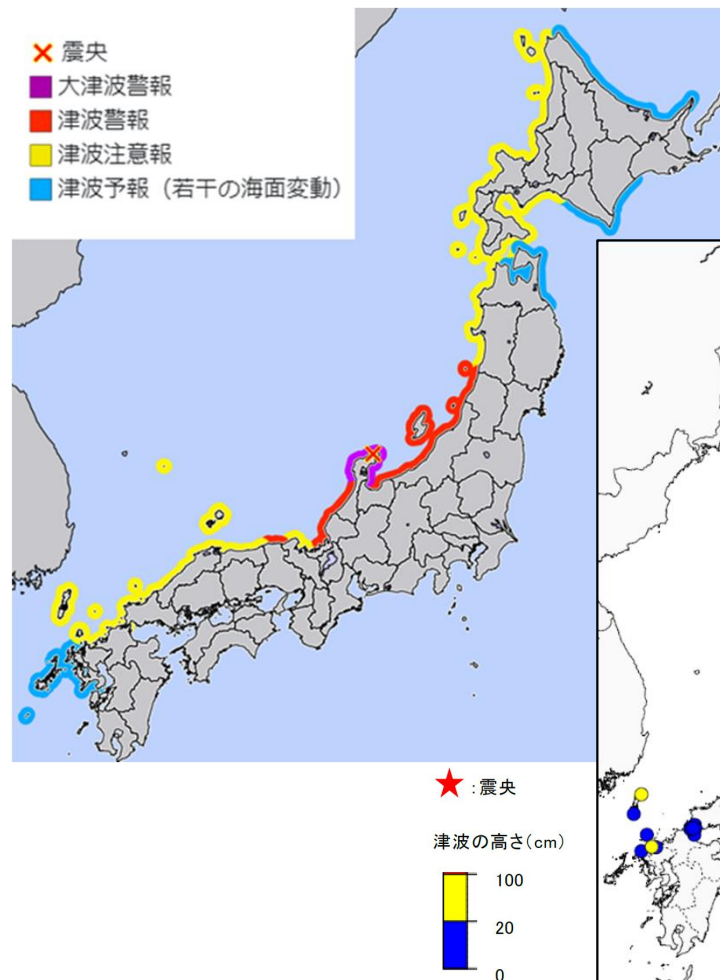 震央
大津波警報
津波警報
津波注意報
津波予報（若干の海面変動）
：震央
津波の高さ(cm)
100
20
0